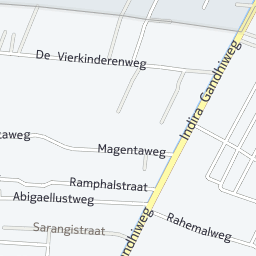 De Vierkinderenweg
Indira Gandhiweg
Magentaweg
Ramphalstraat
Abigaellustweg
Rahemalweg
Sarangistraat